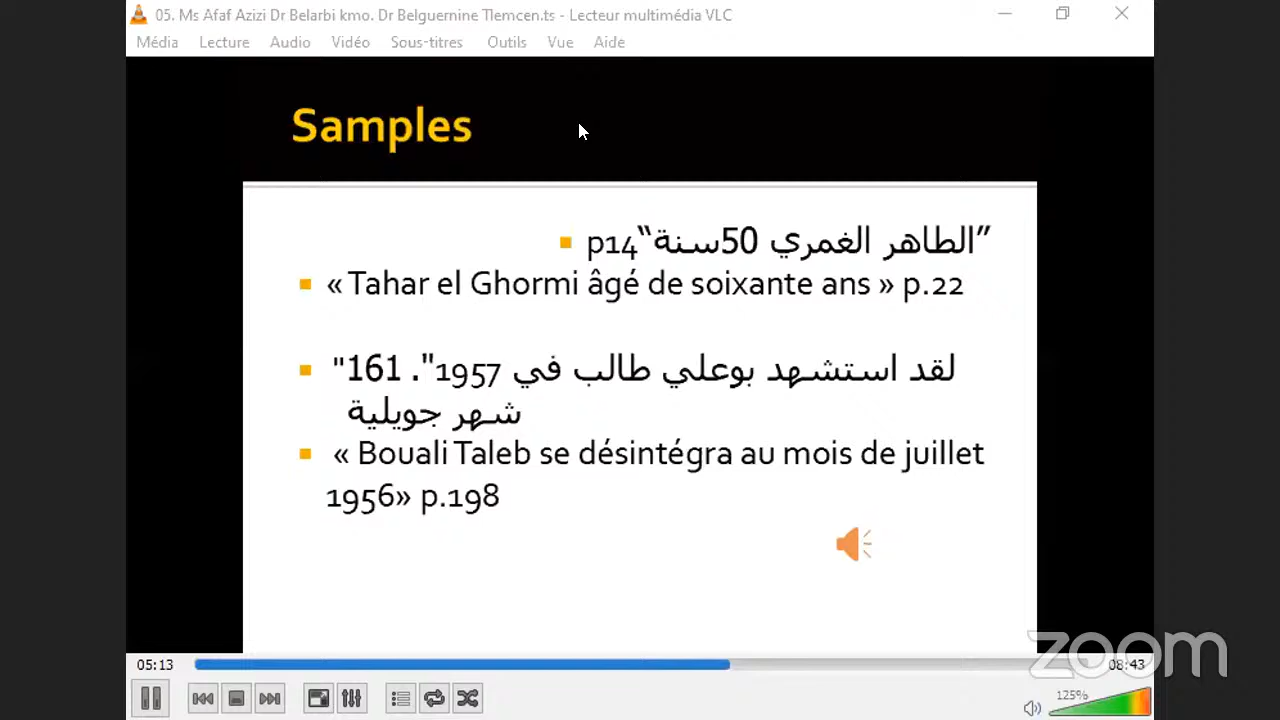 05. Ms Afaf Azizi Dr Belarbi kmo. Dr Belguernine Tlemcen.ts - Lecteur multimédia VLC
Média Lecture Audio Vidéo Sous-titres Outils Vue Aide
Samples
"الطاهر الغمري 50سنة"p14
« Tahar el Ghormi âgé de soixante ans » p.22
لقد استشهد بوعلي طالب في 1957". 161"
شهر جويلية
« Bouali Taleb se désintégra au mois de juillet
1956» p.198
zoom
05:13
08:43
125%